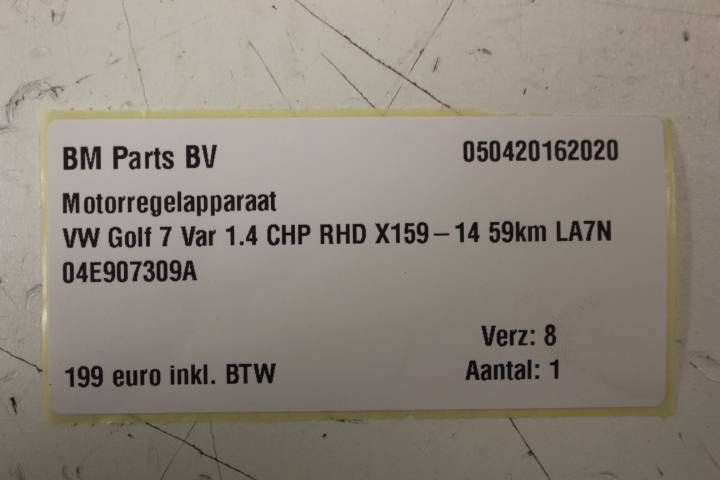 BM Parts BV 050420162020
Motorregelapparaat
VW Golf 7 Var 1.4 CHP RHD X159-14 59km LA7N
04E907309A
Verz: 8
199 euro inkl. BTW Aantal: 1